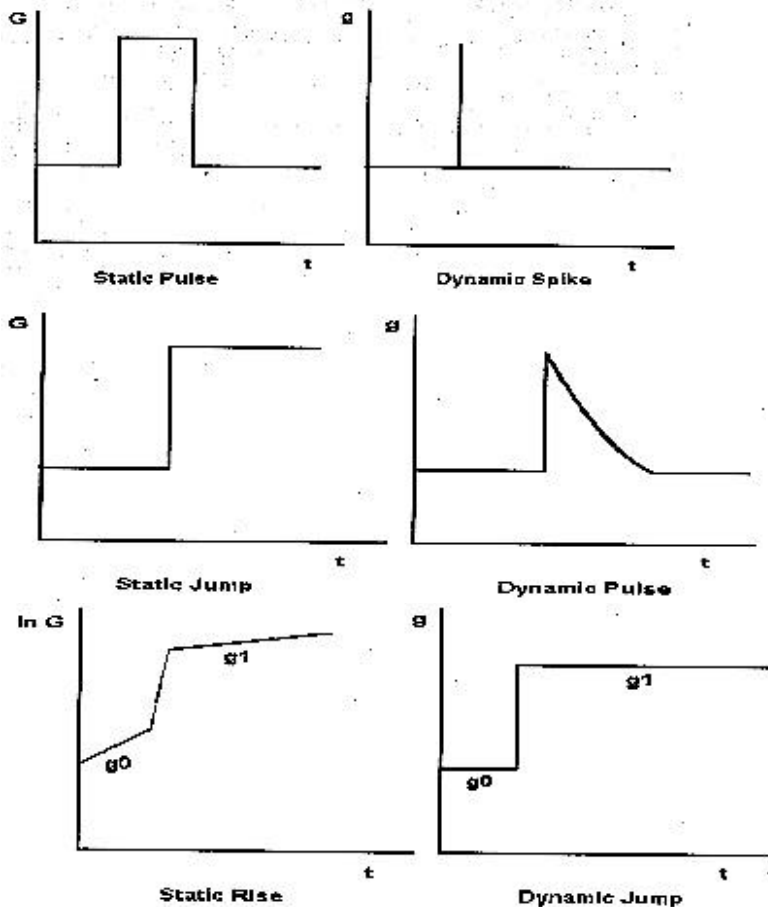 G
g
t
t
Static Pulse
Dynamic Spike
G
g
t
t
Static Jump
Dynamic Pulse
ln G
g
g1
g1
g0
g0
t
t
Static Rise
Dynamic Jump